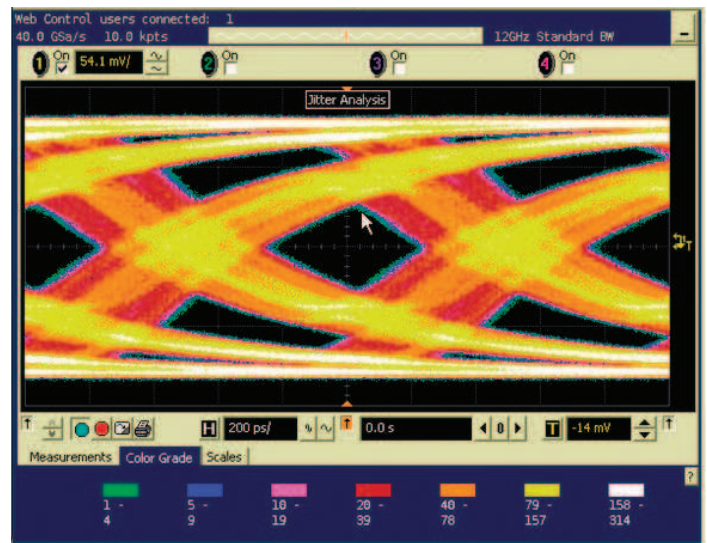 Web Control users connected: 1
40.0 GSa/s 10.0 kpts 12GHz Standard BW
1 On 54.1 mV/ 2 On 3 On 4 On
Jitter Analysis
T
H 200 ps/ 0.0 s 0 T -14 mV
Measurements Color Grade Scales
?
1 - 5 - 10 - 20 - 40 - 79 - 158 -
4 9 19 39 78 157 314